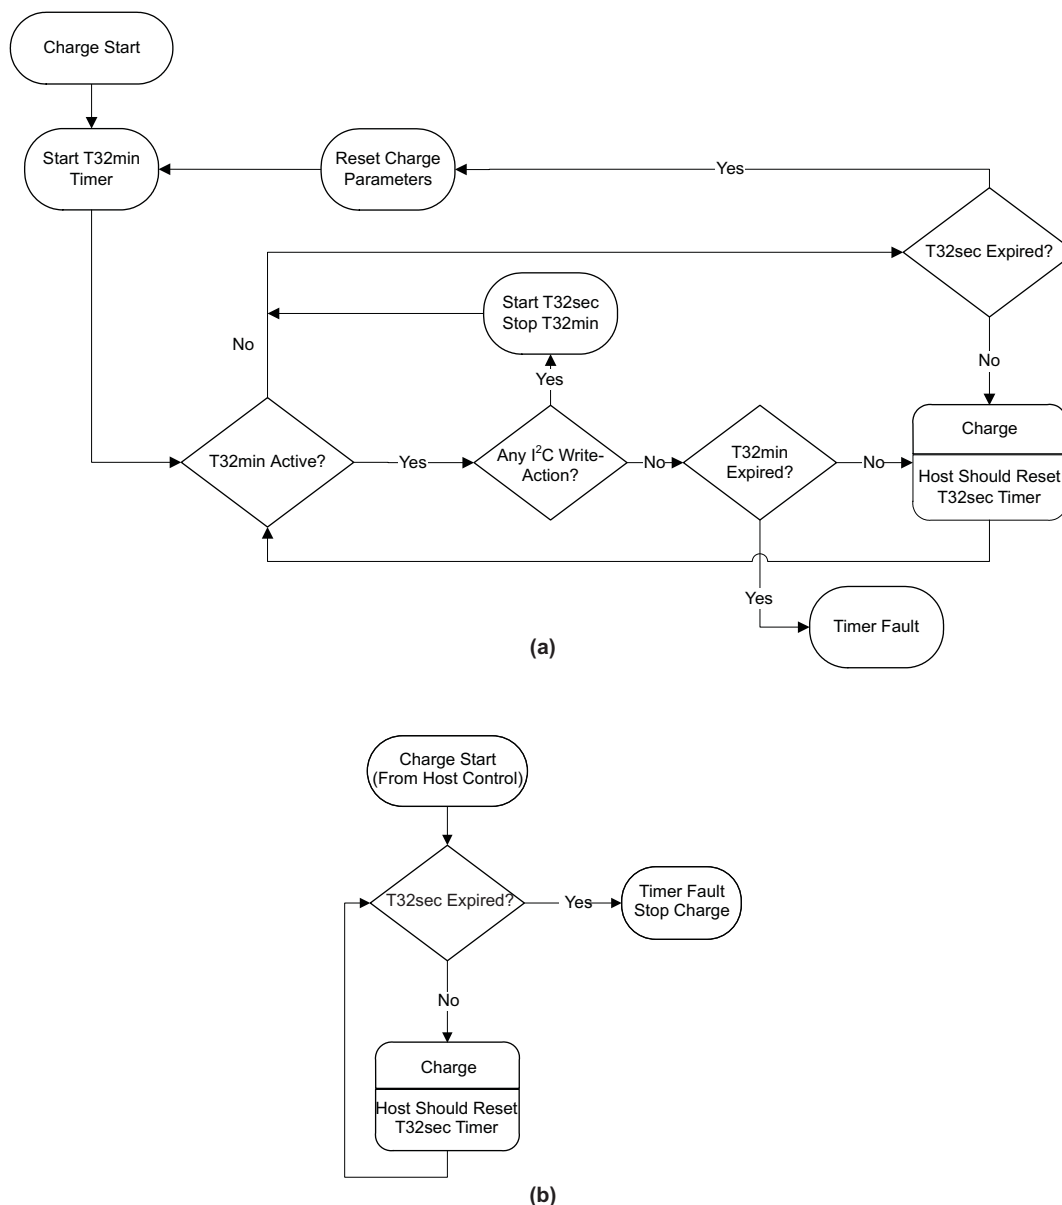 Charge Start
Start T32min
Timer
Reset Charge
Parameters
Yes
T32sec Expired?
Start T32sec
Stop T32min
No
Yes
No
T32min Active?
Yes
Any I²C Write-
Action?
No
T32min
Expired?
No
Charge
Host Should Reset
T32sec Timer
Yes
Timer Fault
(a)
Charge Start
(From Host Control)
T32sec Expired?
Yes
Timer Fault
Stop Charge
No
Charge
Host Should Reset
T32sec Timer
(b)